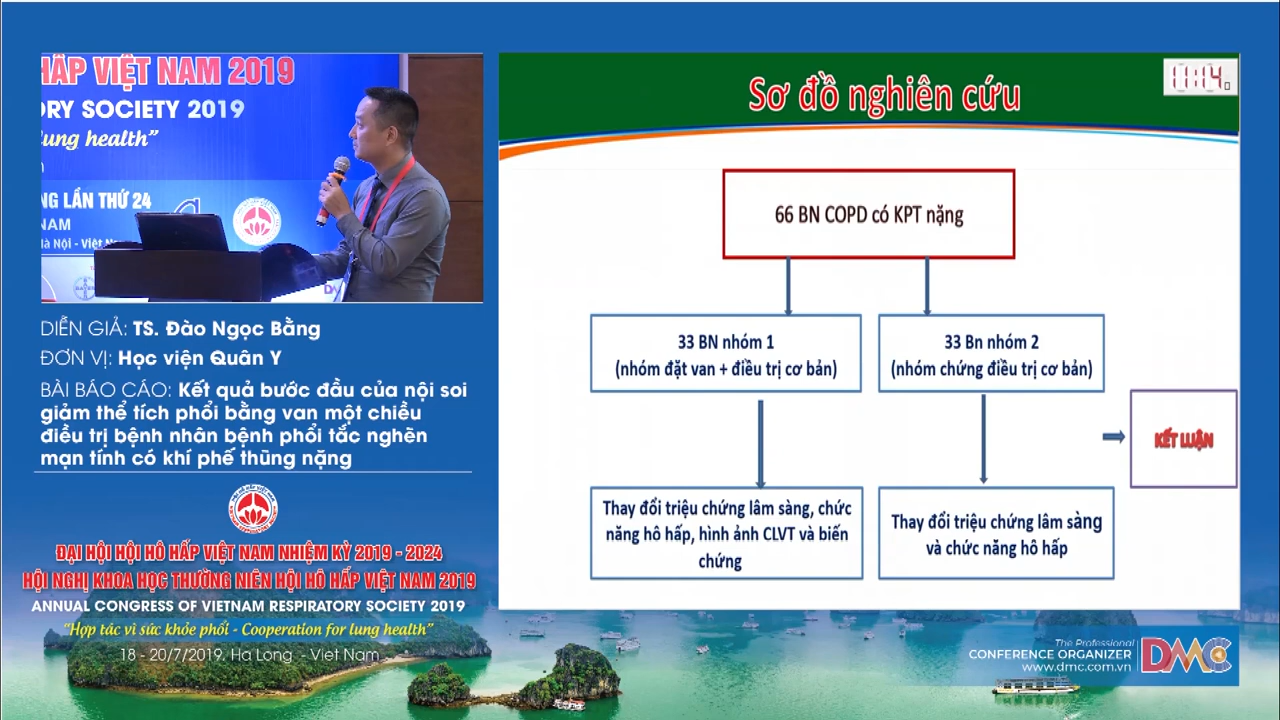 HẤP VIỆT NAM 2019
ORY SOCIETY 2019
lung health”
NG LẦN THỨ 24
NAM
Hà Nội - Việt N
DIỄN GIẢ: TS. Đào Ngọc Bằng
ĐƠN VỊ: Học viện Quân Y
BÀI BÁO CÁO: Kết quả bước đầu của nội soi
giảm thể tích phổi bằng van một chiều
điều trị bệnh nhân bệnh phổi tắc nghẽn
mạn tính có khí phế thũng nặng
ĐẠI HỘI HỘI HÔ HẤP VIỆT NAM NHIỆM KỲ 2019 - 2024
HỘI NGHỊ KHOA HỌC THƯỜNG NIÊN HỘI HÔ HẤP VIỆT NAM 2019
ANNUAL CONGRESS OF VIETNAM RESPIRATORY SOCIETY 2019
“Hợp tác vì sức khỏe phổi - Cooperation for lung health”
18 - 20/7/2019. Ha Long - Viet Nam
Sơ đồ nghiên cứu
11:14
66 BN COPD có KPT nặng
33 BN nhóm 1
(nhóm đặt van + điều trị cơ bản)
33 Bn nhóm 2
(nhóm chứng điều trị cơ bản)
KẾT LUẬN
Thay đổi triệu chứng lâm sàng, chức
năng hô hấp, hình ảnh CLVT và biến
chứng
Thay đổi triệu chứng lâm sàng
và chức năng hô hấp
The Professional
CONFERENCE ORGANIZER
www.dmc.com.vn
DMC